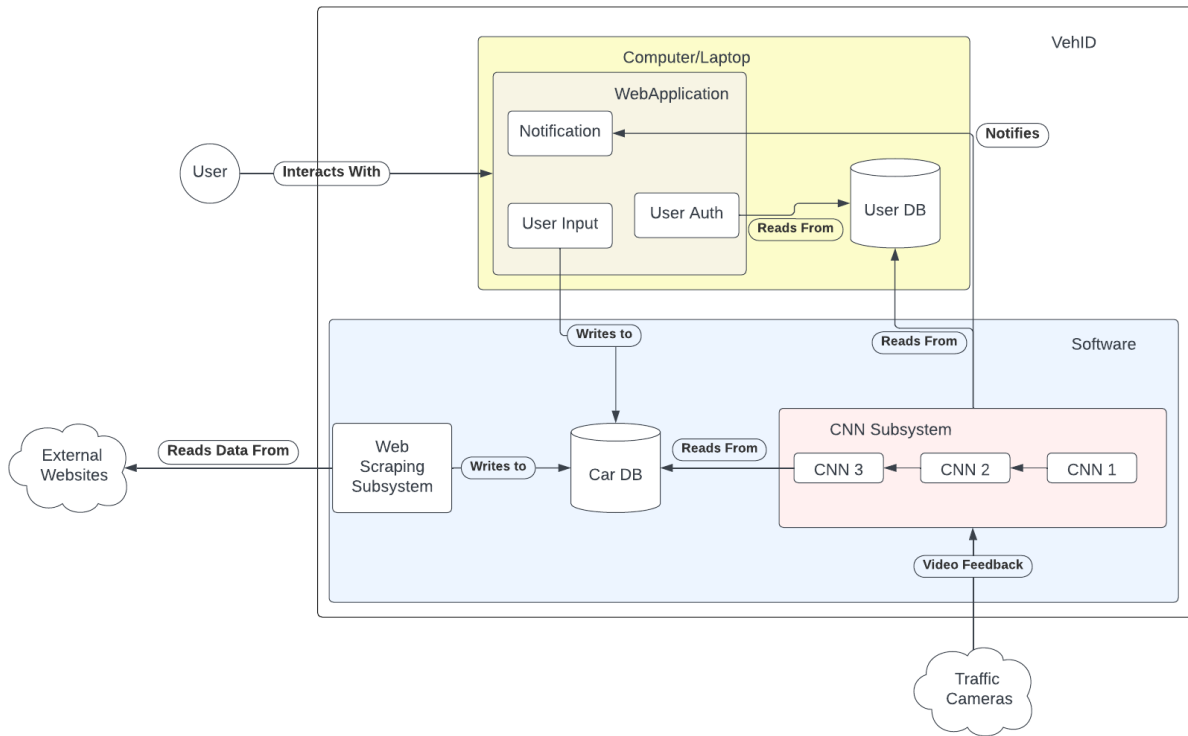 VehID
Computer/Laptop
WebApplication
Notification
Notifies
User
Interacts With
User Auth
User DB
User Input
Reads From
Writes to
Reads From
Software
CNN Subsystem
Reads Data From
External
Websites
Web
Scraping
Subsystem
Writes to
Car DB
Reads From
CNN 3
CNN 2
CNN 1
Video Feedback
Traffic
Cameras